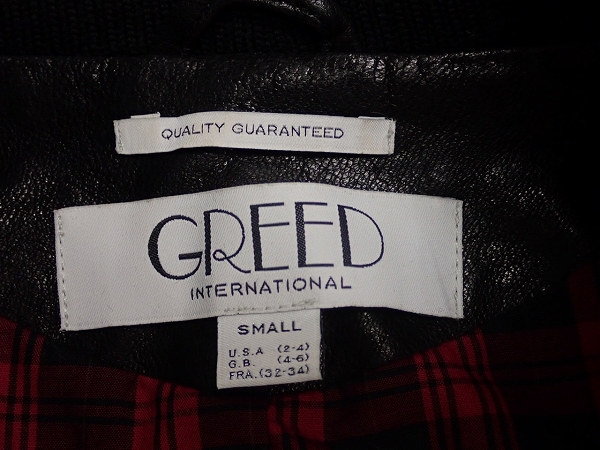 QUALITY GUARANTEED
GREED
INTERNATIONAL
SMALL
U.S.A (2-4)
G.B. (4-6)
FRA. (32-34)